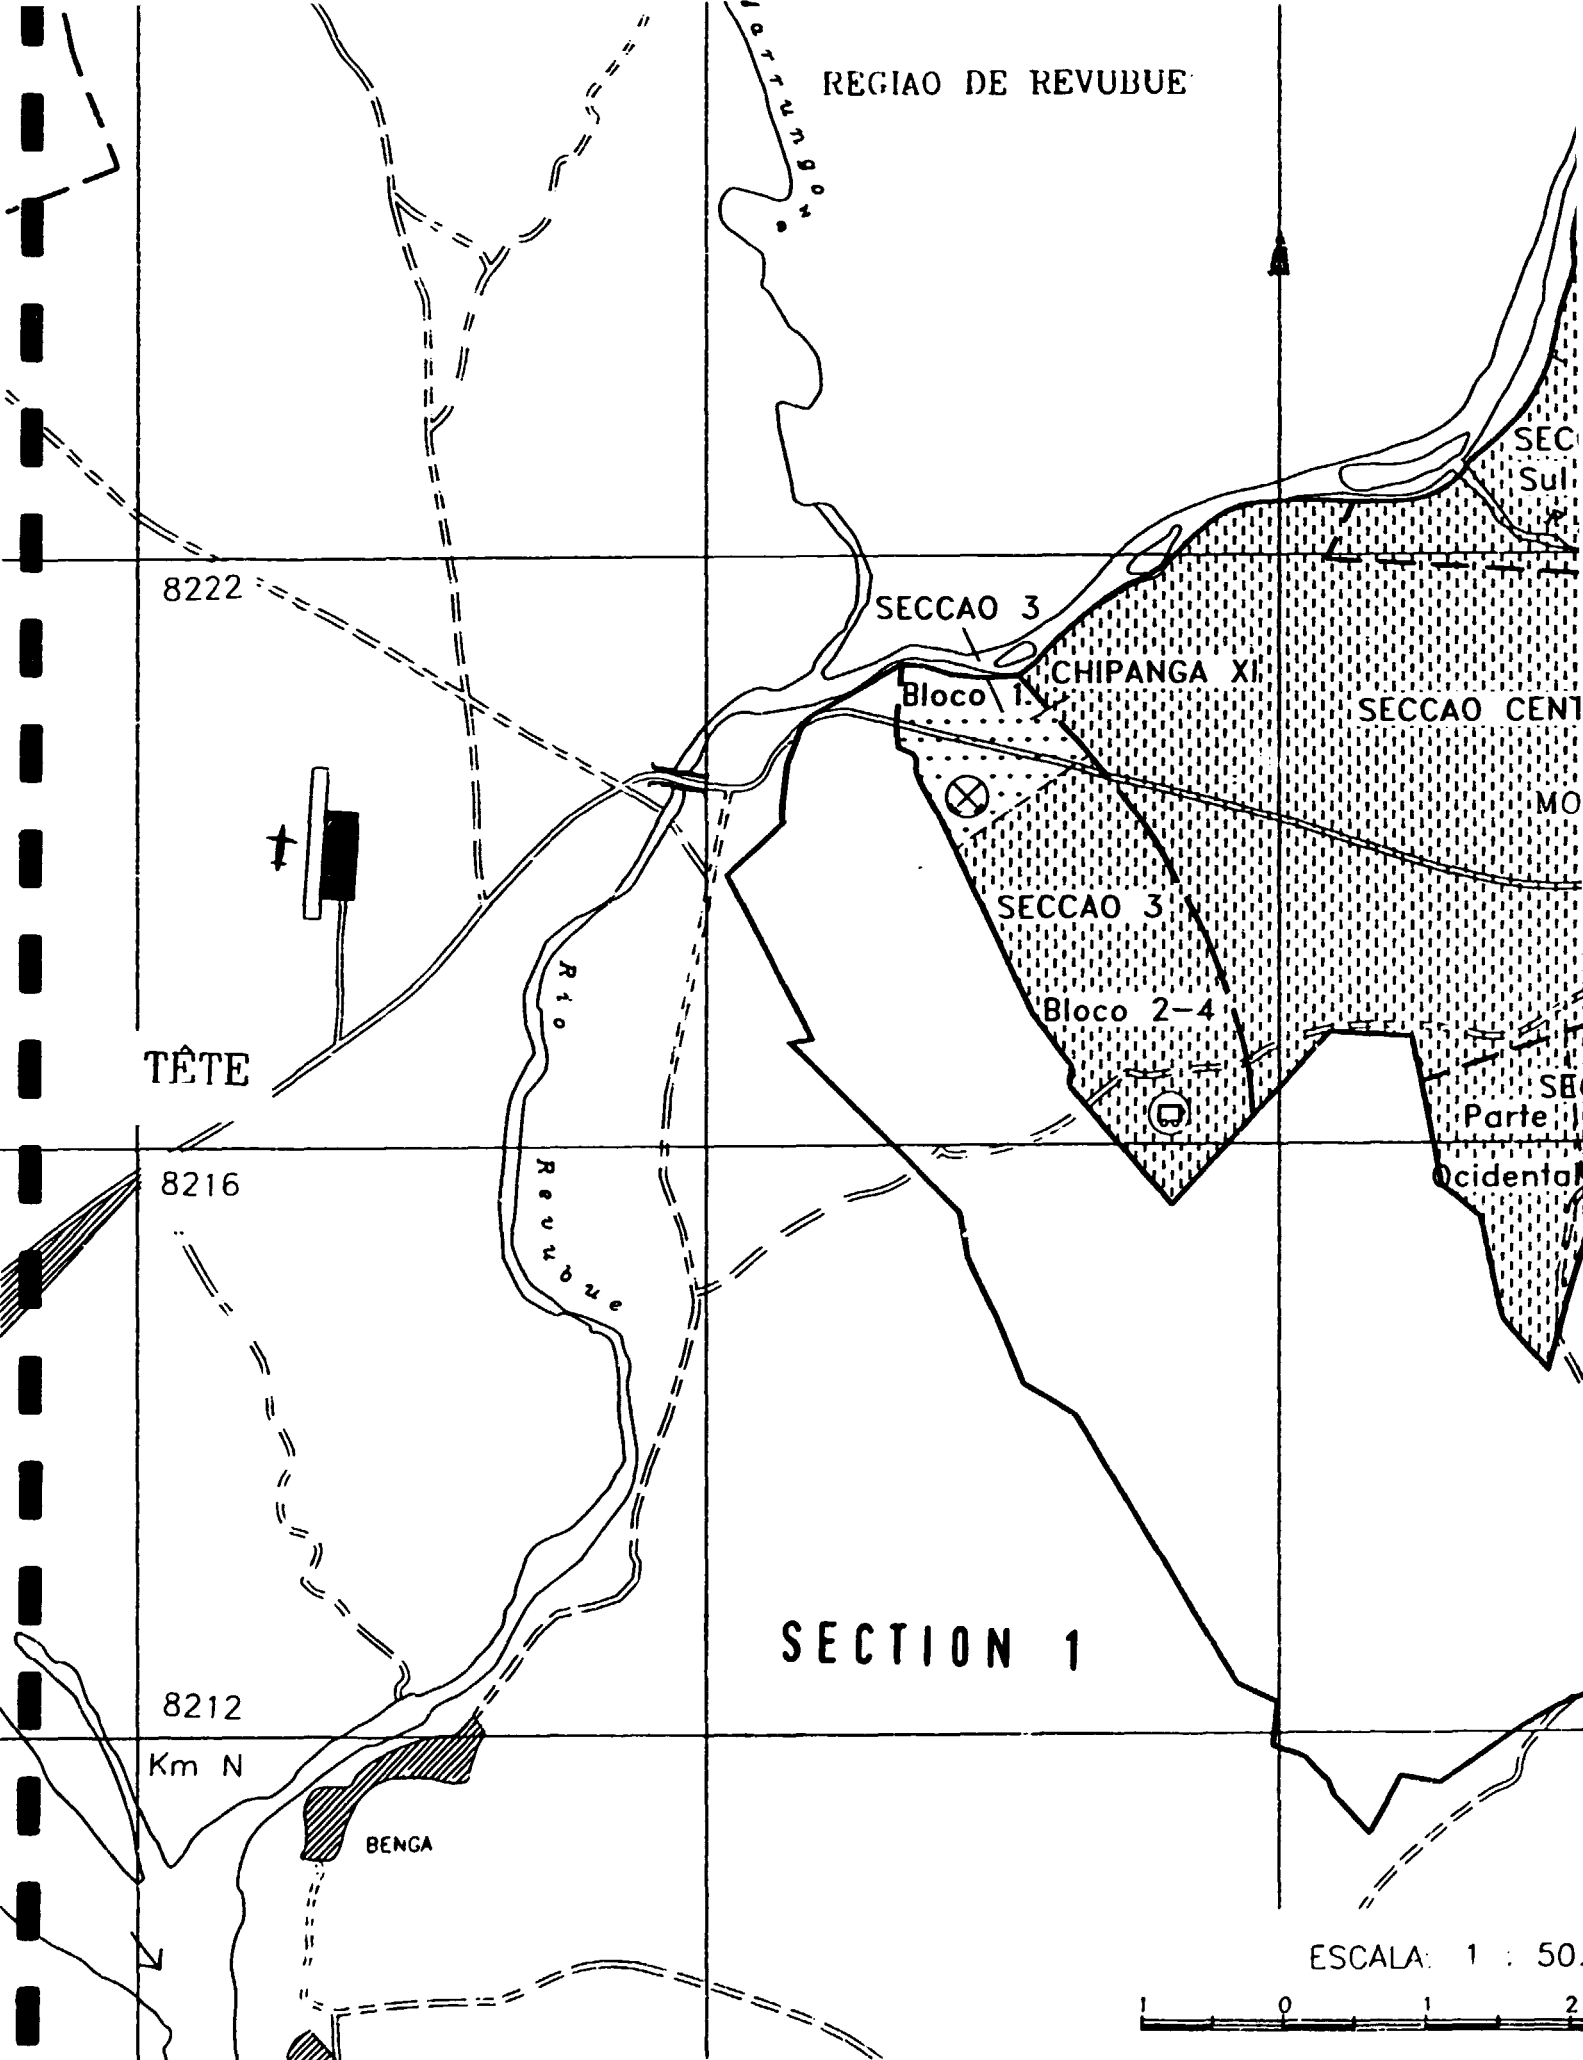 REGIAO DE REVUBUE
SEC
Sul
8222
SECCAO 3
CHIPANGA XI
Bloco 1
SECCAO CENT
MO
SECCAO 3
Rio
Bloco 2-4
TÊTE
SEC
Parte
8216
Ocidental
Revubue
SECTION 1
8212
Km N
BENGA
ESCALA: 1 : 50.
1 0 1 2